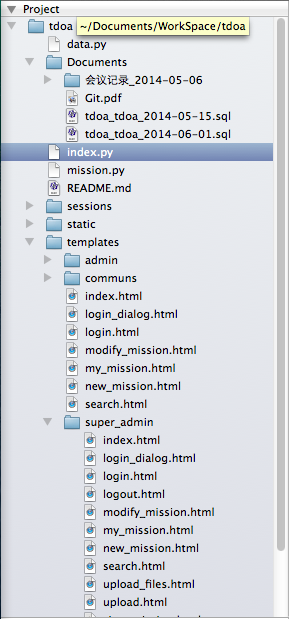 Project
tdoa ~/Documents/WorkSpace/tdoa
data.py
Documents
会议记录_2014-05-06
Git.pdf
tdoa_tdoa_2014-05-15.sql
tdoa_tdoa_2014-06-01.sql
index.py
mission.py
README.md
sessions
static
templates
admin
communs
index.html
login_dialog.html
login.html
modify_mission.html
my_mission.html
new_mission.html
search.html
super_admin
index.html
login_dialog.html
login.html
logout.html
modify_mission.html
my_mission.html
new_mission.html
search.html
upload_files.html
upload.html